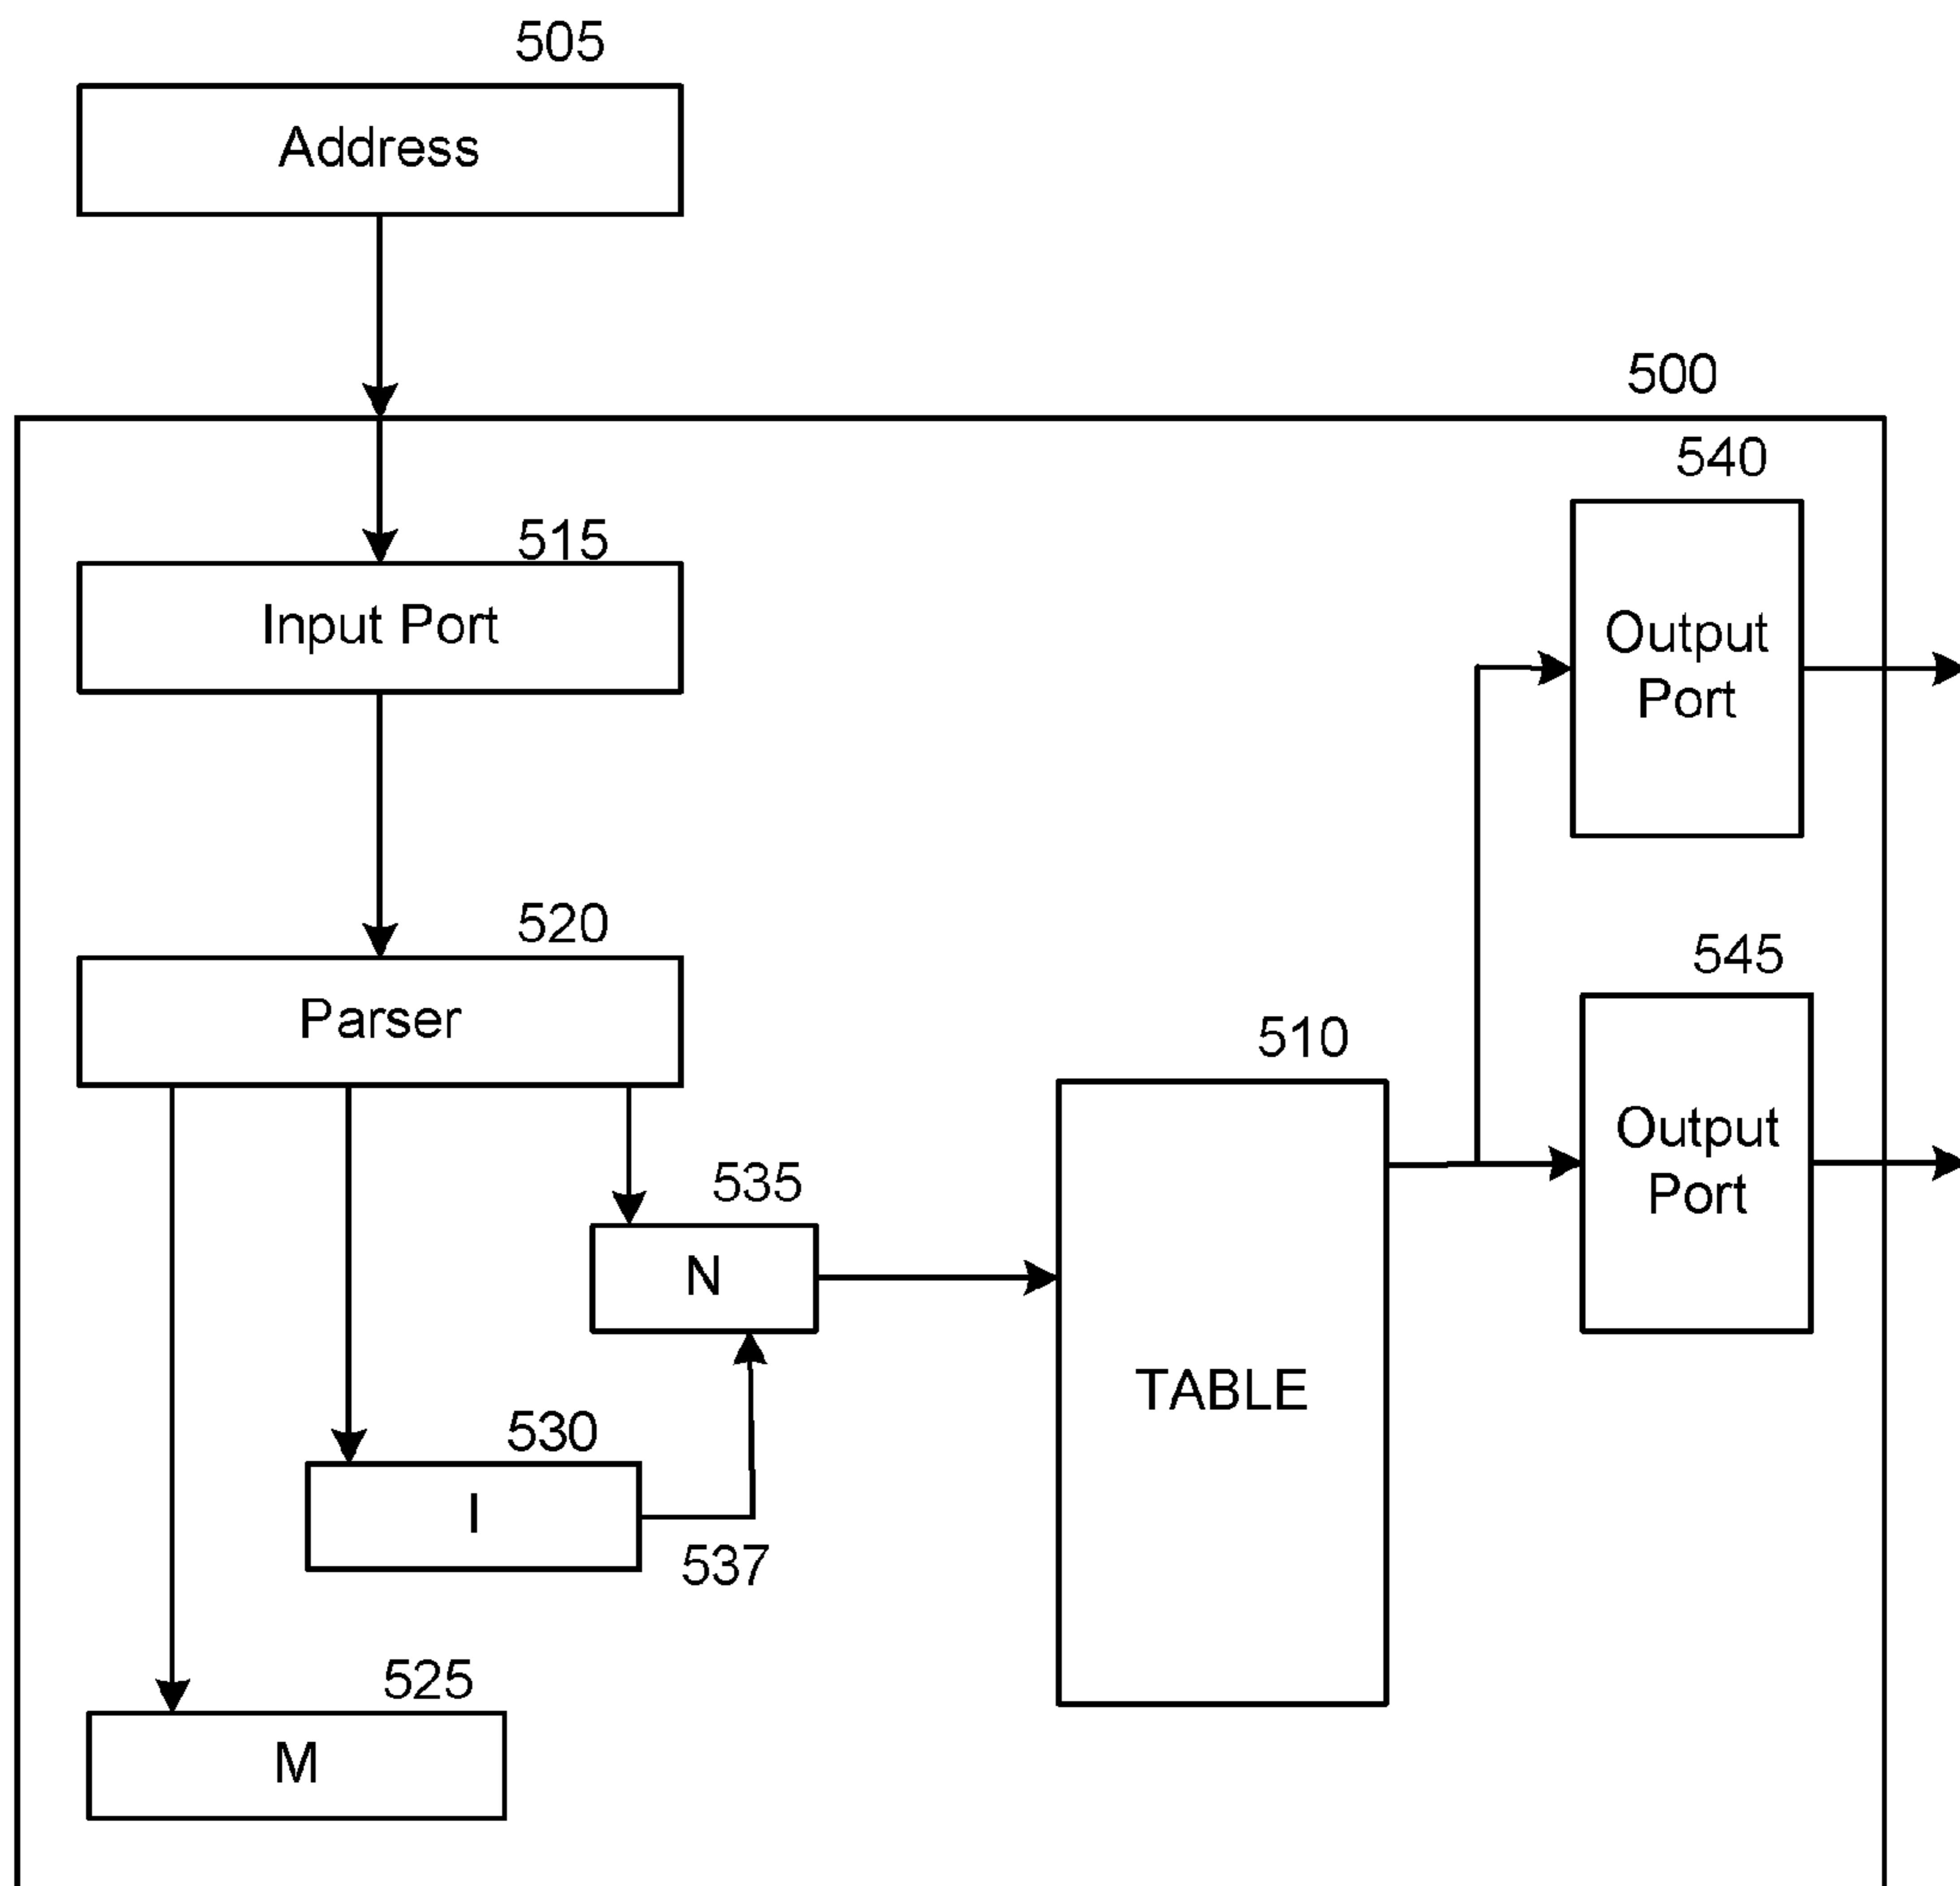 505
Address
500
540
515
Input Port
Output
Port
520
545
Parser
510
Output
Port
535
N
TABLE
530
I
537
525
M